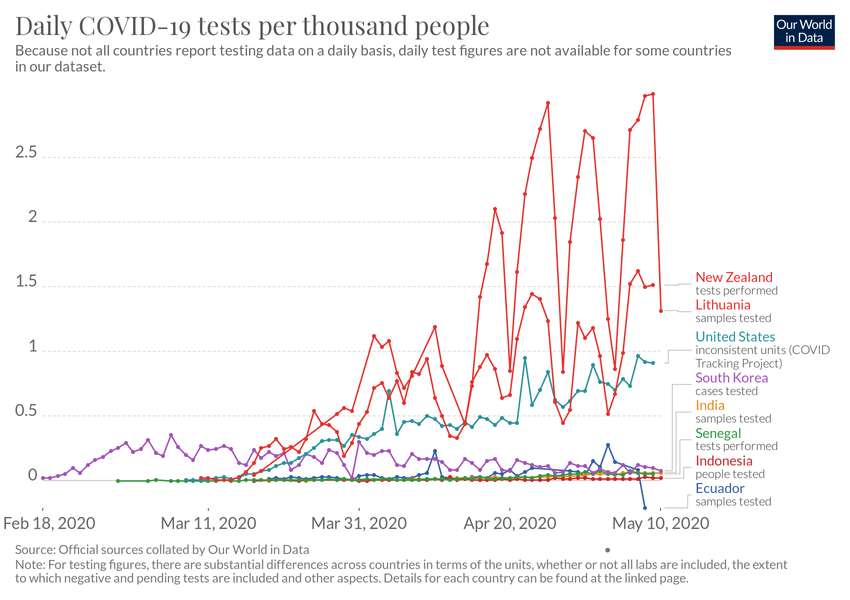 Daily COVID-19 tests per thousand people
Our World
in Data
Because not all countries report testing data on a daily basis, daily test figures are not available for some countries
in our dataset.
2.5
2
1.5
1
0.5
0
New Zealand
tests performed
Lithuania
samples tested
United States
inconsistent units (COVID
Tracking Project)
South Korea
cases tested
India
samples tested
Senegal
tests performed
Indonesia
people tested
Ecuador
samples tested
Feb 18, 2020
Mar 11, 2020
Mar 31, 2020
Apr 20, 2020
May 10, 2020
Source: Official sources collated by Our World in Data
Note: For testing figures, there are substantial differences across countries in terms of the units, whether or not all labs are included, the extent
to which negative and pending tests are included and other aspects. Details for each country can be found at the linked page.